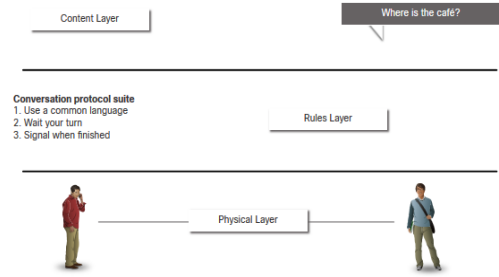 Content Layer
Where is the café?
Conversation protocol suite
1. Use a common language
2. Wait your turn
3. Signal when finished
Rules Layer
Physical Layer